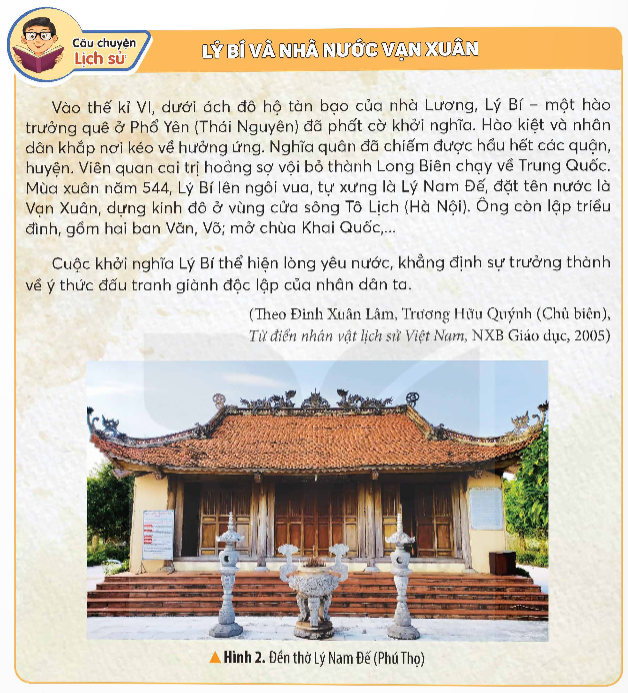 Câu chuyện
Lịch sử
LÝ BÍ VÀ NHÀ NƯỚC VẠN XUÂN
Vào thế kỉ VI, dưới ách đô hộ tàn bạo của nhà Lương, Lý Bí – một hào
trưởng quê ở Phổ Yên (Thái Nguyên) đã phất cờ khởi nghĩa. Hào kiệt và nhân
dân khắp nơi kéo về hưởng ứng. Nghĩa quân đã chiếm được hầu hết các quận,
huyện. Viên quan cai trị hoảng sợ vội bỏ thành Long Biên chạy về Trung Quốc.
Mùa xuân năm 544, Lý Bí lên ngôi vua, tự xưng là Lý Nam Đế, đặt tên nước là
Vạn Xuân, dựng kinh đô ở vùng cửa sông Tô Lịch (Hà Nội). Ông còn lập triều
đình, gồm hai ban Văn, Võ; mở chùa Khai Quốc,...
Cuộc khởi nghĩa Lý Bí thể hiện lòng yêu nước, khẳng định sự trưởng thành
về ý thức đấu tranh giành độc lập của nhân dân ta.
(Theo Đinh Xuân Lâm, Trương Hữu Quýnh (Chủ biên),
Từ điển nhân vật lịch sử Việt Nam, NXB Giáo dục, 2005)
▲ Hình 2. Đền thờ Lý Nam Đế (Phú Thọ)